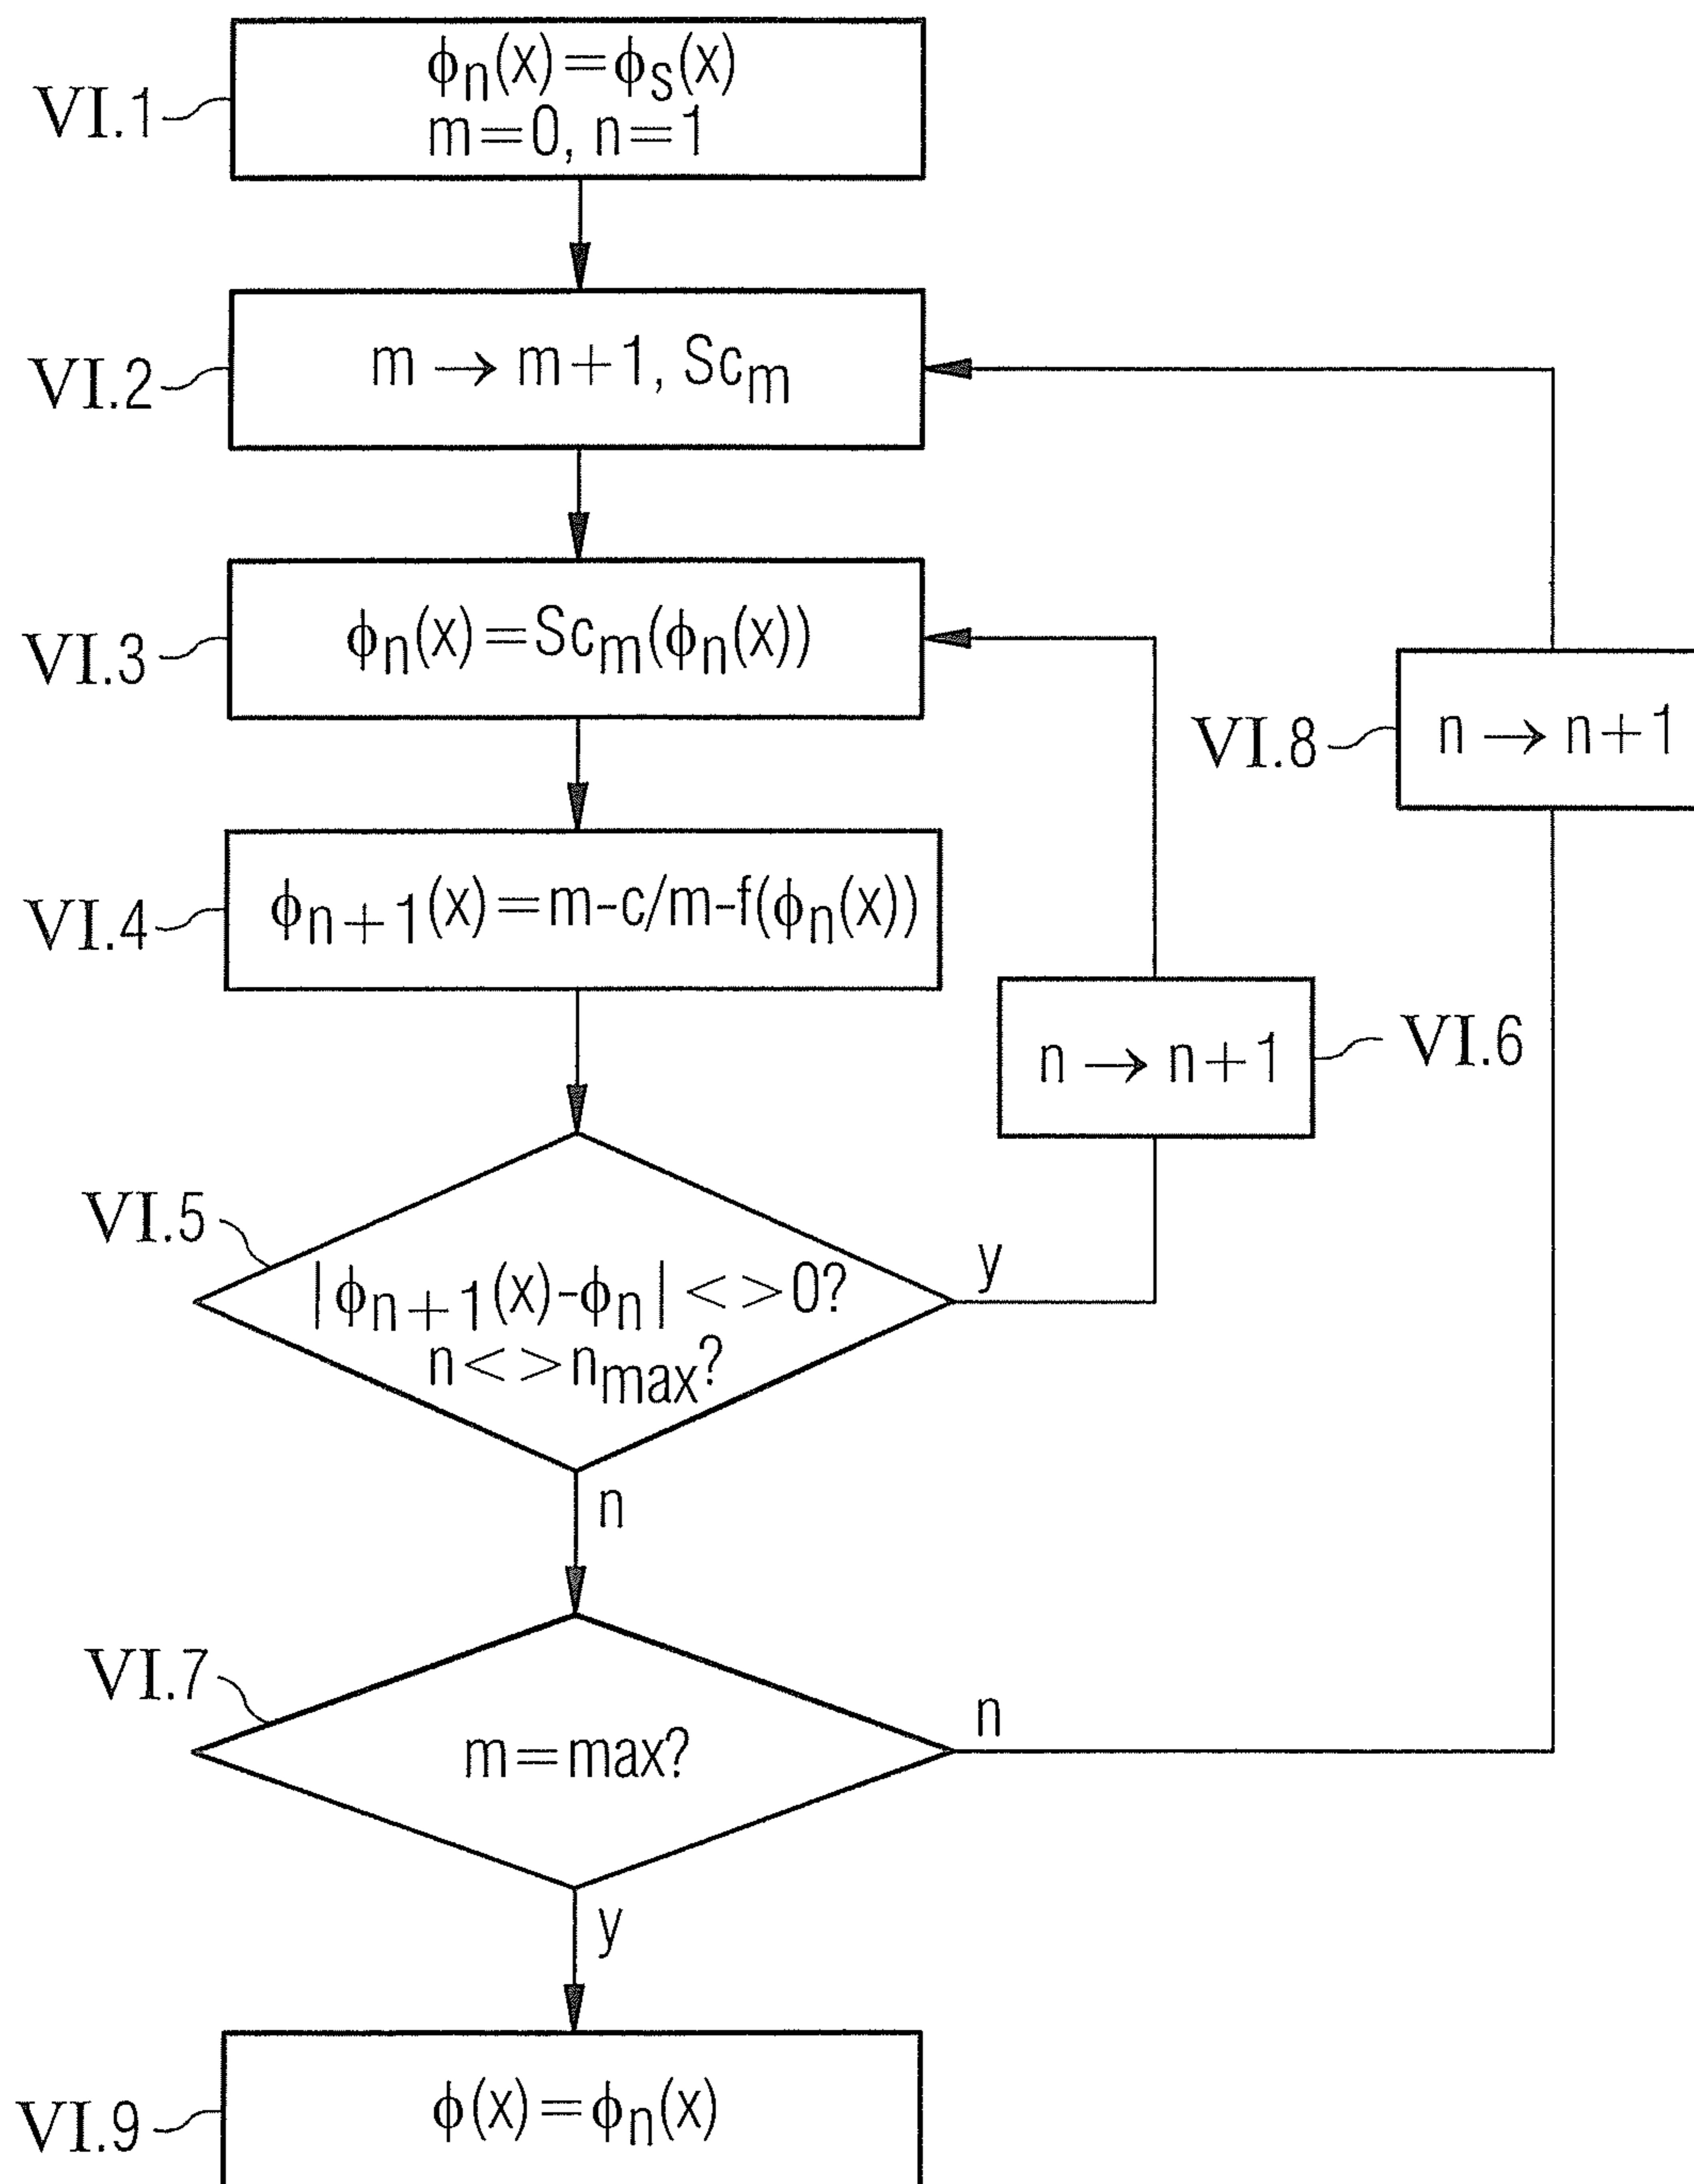 VI.1
ϕn(x)=ϕs(x)
m=0, n=1
VI.2
m → m+1, Scm
VI.3
ϕn(x)=Scm(ϕn(x))
VI.8
n → n+1
VI.4
ϕn+1(x)=m-c/m-f(ϕn(x))
n → n+1
VI.6
VI.5
|ϕn+1(x)-ϕn| <>0?
n<>nmax?
y
n
VI.7
m=max?
n
y
VI.9
ϕ(x)=ϕn(x)